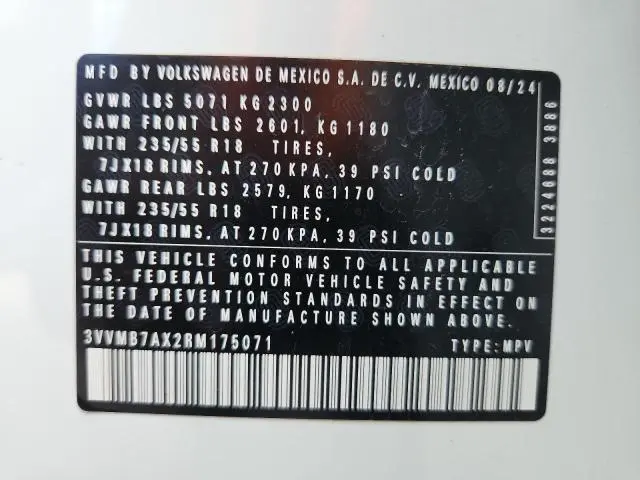 MFD BY VOLKSWAGEN DE MEXICO S.A. DE C.V. MEXICO 08/24
GVWR LBS 5071 KG 2300
GAWR FRONT LBS 2601, KG 1180
WITH 235/55 R18 TIRES,
7JX18 RIMS, AT 270 KPA, 39 PSI COLD
GAWR REAR LBS 2579, KG 1170
WITH 235/55 R18 TIRES,
7JX18 RIMS, AT 270 KPA, 39 PSI COLD
THIS VEHICLE CONFORMS TO ALL APPLICABLE
U.S. FEDERAL MOTOR VEHICLE SAFETY AND
THEFT PREVENTION STANDARDS IN EFFECT ON
THE DATE OF MANUFACTURE SHOWN ABOVE.
3VVMB7AX2RM175071 TYPE:MPV
3224688 3886